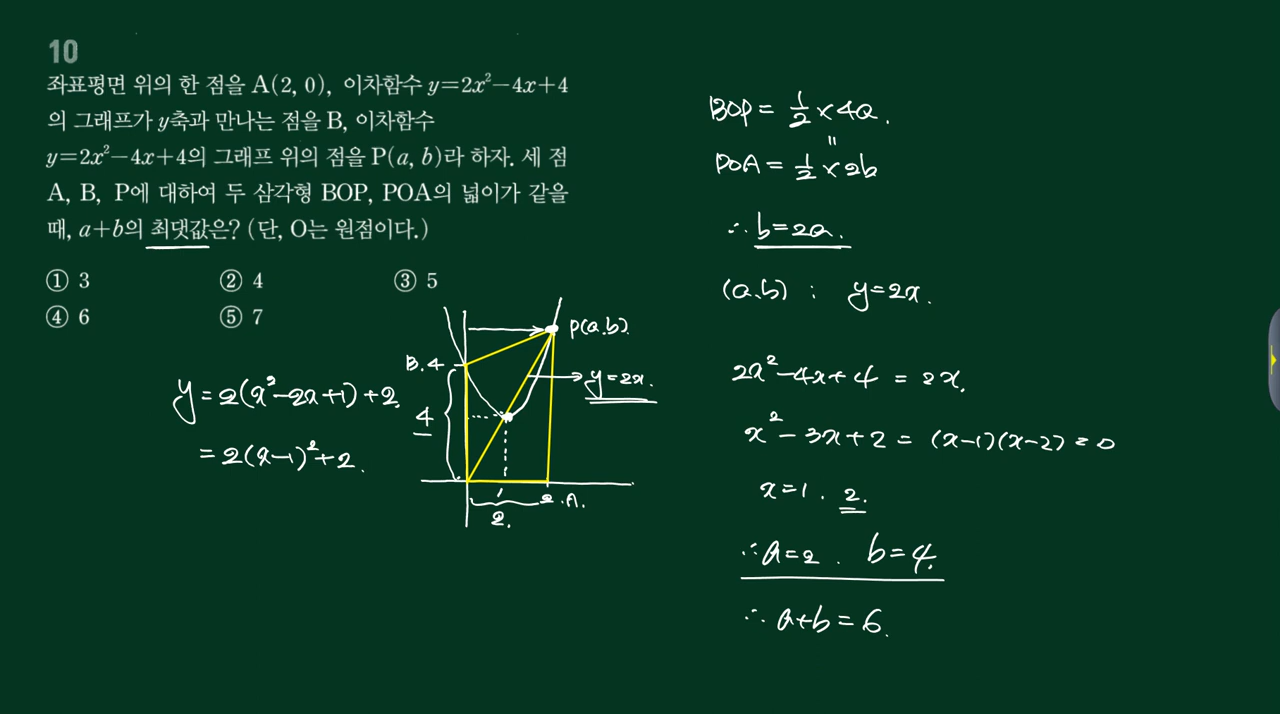 10
좌표평면 위의 한 점을 A(2, 0), 이차함수 y=2x²-4x+4
의 그래프가 y축과 만나는 점을 B, 이차함수
y=2x²-4x+4의 그래프 위의 점을 P(a, b)라 하자. 세 점
A, B, P에 대하여 두 삼각형 BOP, POA의 넓이가 같을
때, a+b의 최댓값은? (단, O는 원점이다.)
① 3 ② 4 ③ 5
④ 6 ⑤ 7
y=2(x²-2x+1)+2.
=2(x-1)²+2.
P(a.b).
B.4
y=2x.
4
1
2.A.
2.
BOP=1/2×4a.
"
POA=1/2×2b
∴b=2a.
(a.b) : y=2x.
2x²-4x+4=2x.
x²-3x+2=(x-1)(x-2)=0
x=1. 2.
∴a=2. b=4.
∴a+b=6.